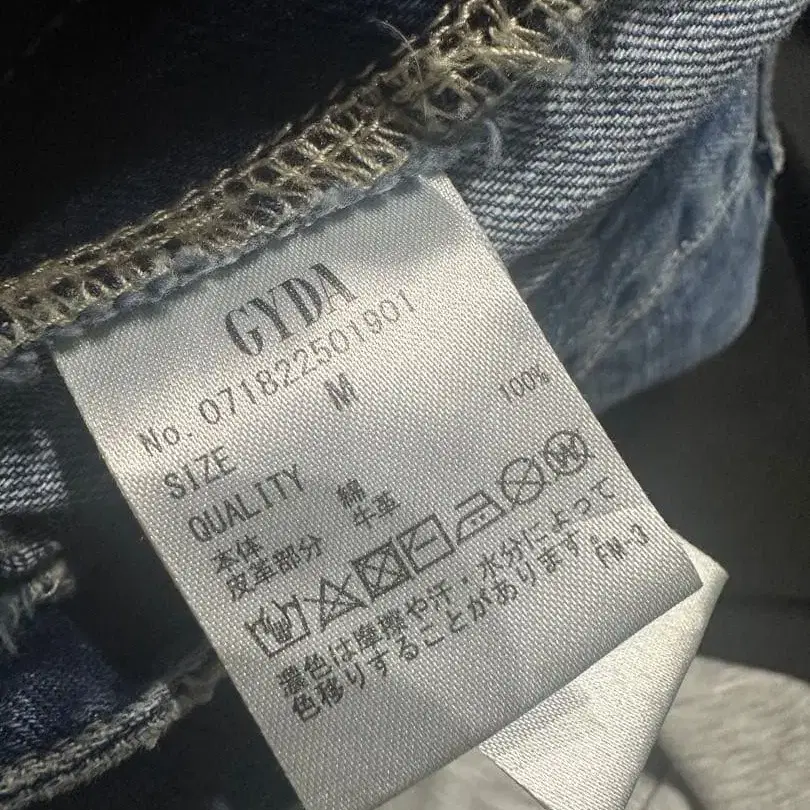 GYDA
No. 071822501901
SIZE M
QUALITY
本体 綿 100%
皮革部分 牛革
濃色は摩擦や汗・水分によって
色移りすることがあります。
FM-3